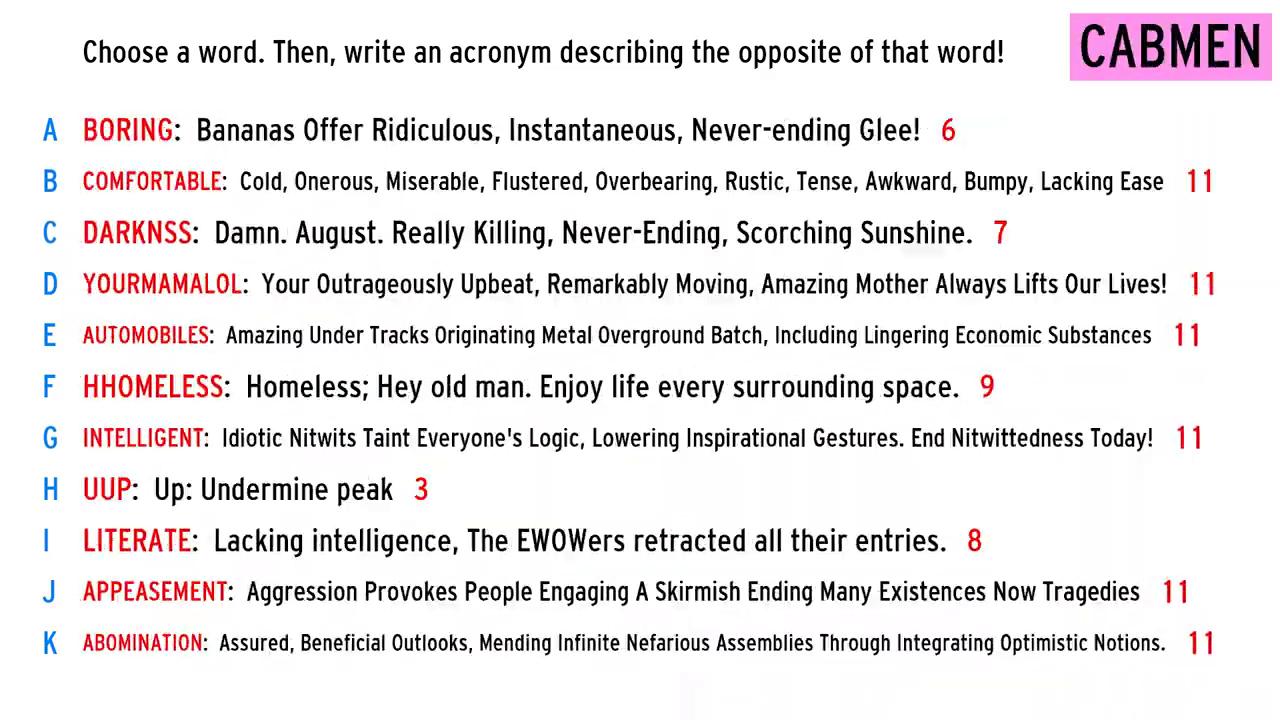 Choose a word. Then, write an acronym describing the opposite of that word!
CABMEN
A BORING: Bananas Offer Ridiculous, Instantaneous, Never-ending Glee! 6
B COMFORTABLE: Cold, Onerous, Miserable, Flustered, Overbearing, Rustic, Tense, Awkward, Bumpy, Lacking Ease 11
C DARKNSS: Damn. August. Really Killing, Never-Ending, Scorching Sunshine. 7
D YOURMAMALOL: Your Outrageously Upbeat, Remarkably Moving, Amazing Mother Always Lifts Our Lives! 11
E AUTOMOBILES: Amazing Under Tracks Originating Metal Overground Batch, Including Lingering Economic Substances 11
F HHOMELESS: Homeless; Hey old man. Enjoy life every surrounding space. 9
G INTELLIGENT: Idiotic Nitwits Taint Everyone's Logic, Lowering Inspirational Gestures. End Nitwittedness Today! 11
H UUP: Up: Undermine peak 3
I LITERATE: Lacking intelligence, The EWOWers retracted all their entries. 8
J APPEASEMENT: Aggression Provokes People Engaging A Skirmish Ending Many Existences Now Tragedies 11
K ABOMINATION: Assured, Beneficial Outlooks, Mending Infinite Nefarious Assemblies Through Integrating Optimistic Notions. 11